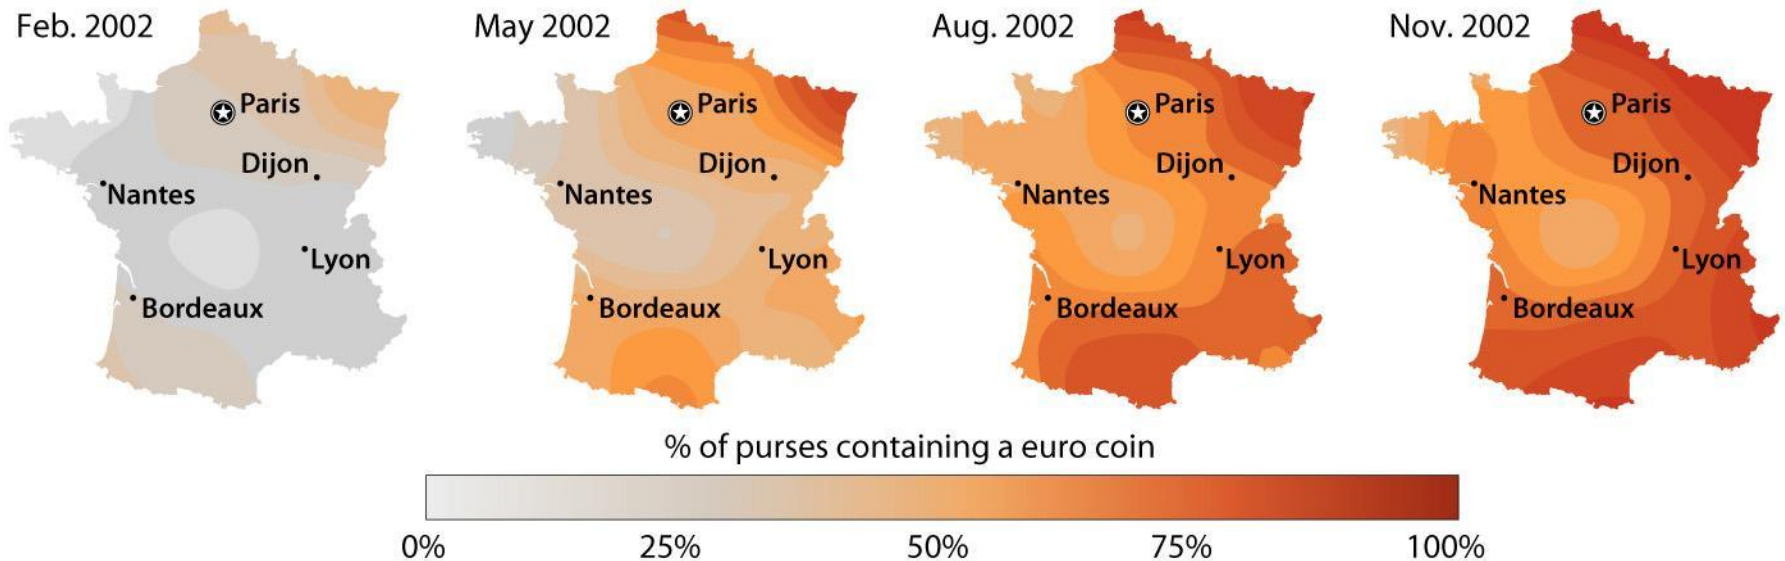 Feb. 2002
Paris
Dijon
Nantes
Lyon
Bordeaux
May 2002
Paris
Dijon
Nantes
Lyon
Bordeaux
Aug. 2002
Paris
Dijon
Nantes
Lyon
Bordeaux
Nov. 2002
Paris
Dijon
Nantes
Lyon
Bordeaux
% of purses containing a euro coin
0% 25% 50% 75% 100%